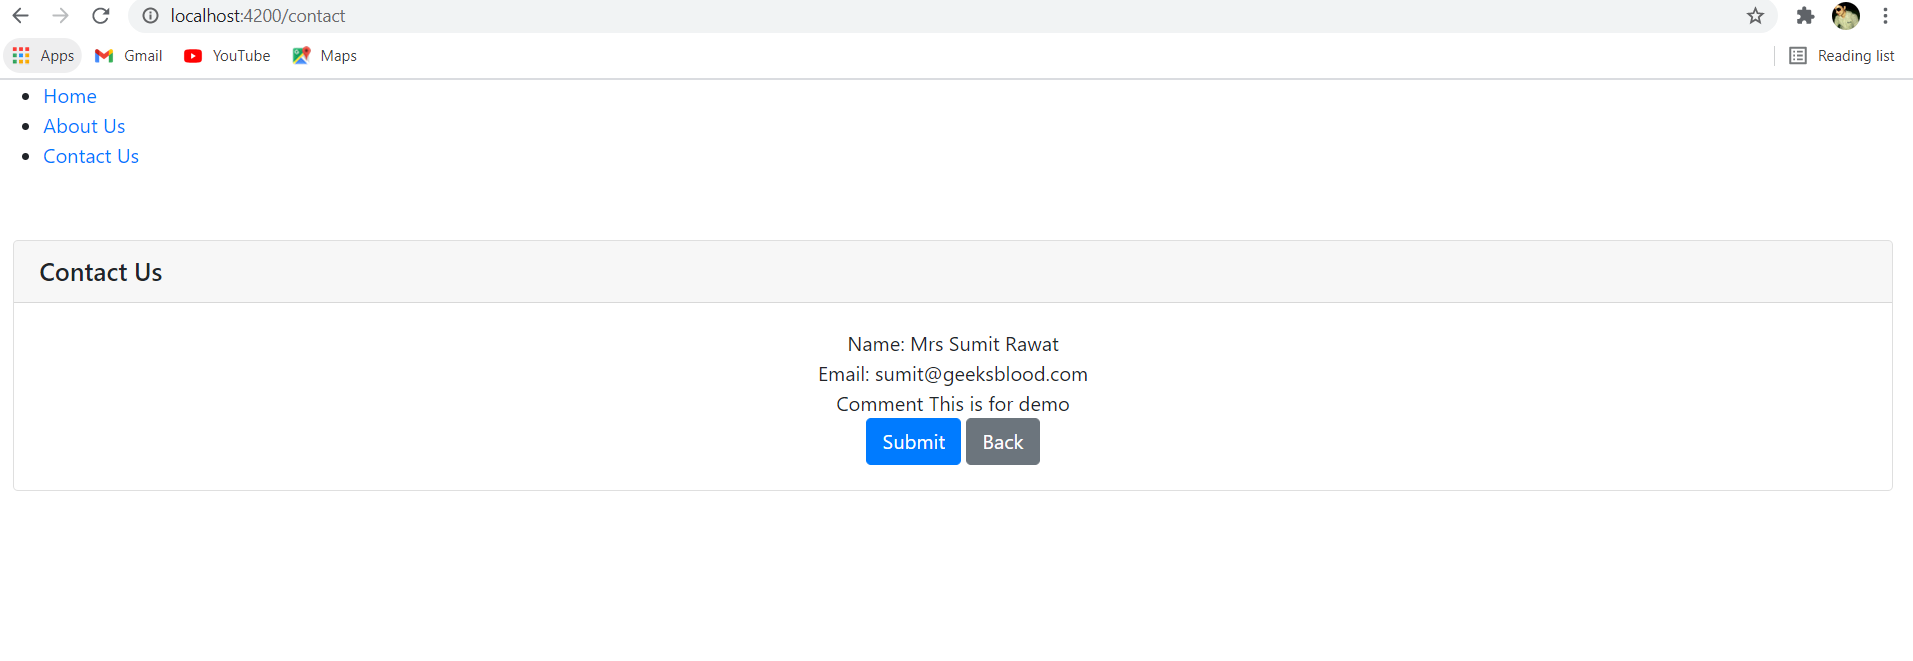 localhost:4200/contact
Apps Gmail YouTube Maps Reading list
Home
About Us
Contact Us
Contact Us
Name: Mrs Sumit Rawat
Email: sumit@geeksblood.com
Comment This is for demo
Submit Back